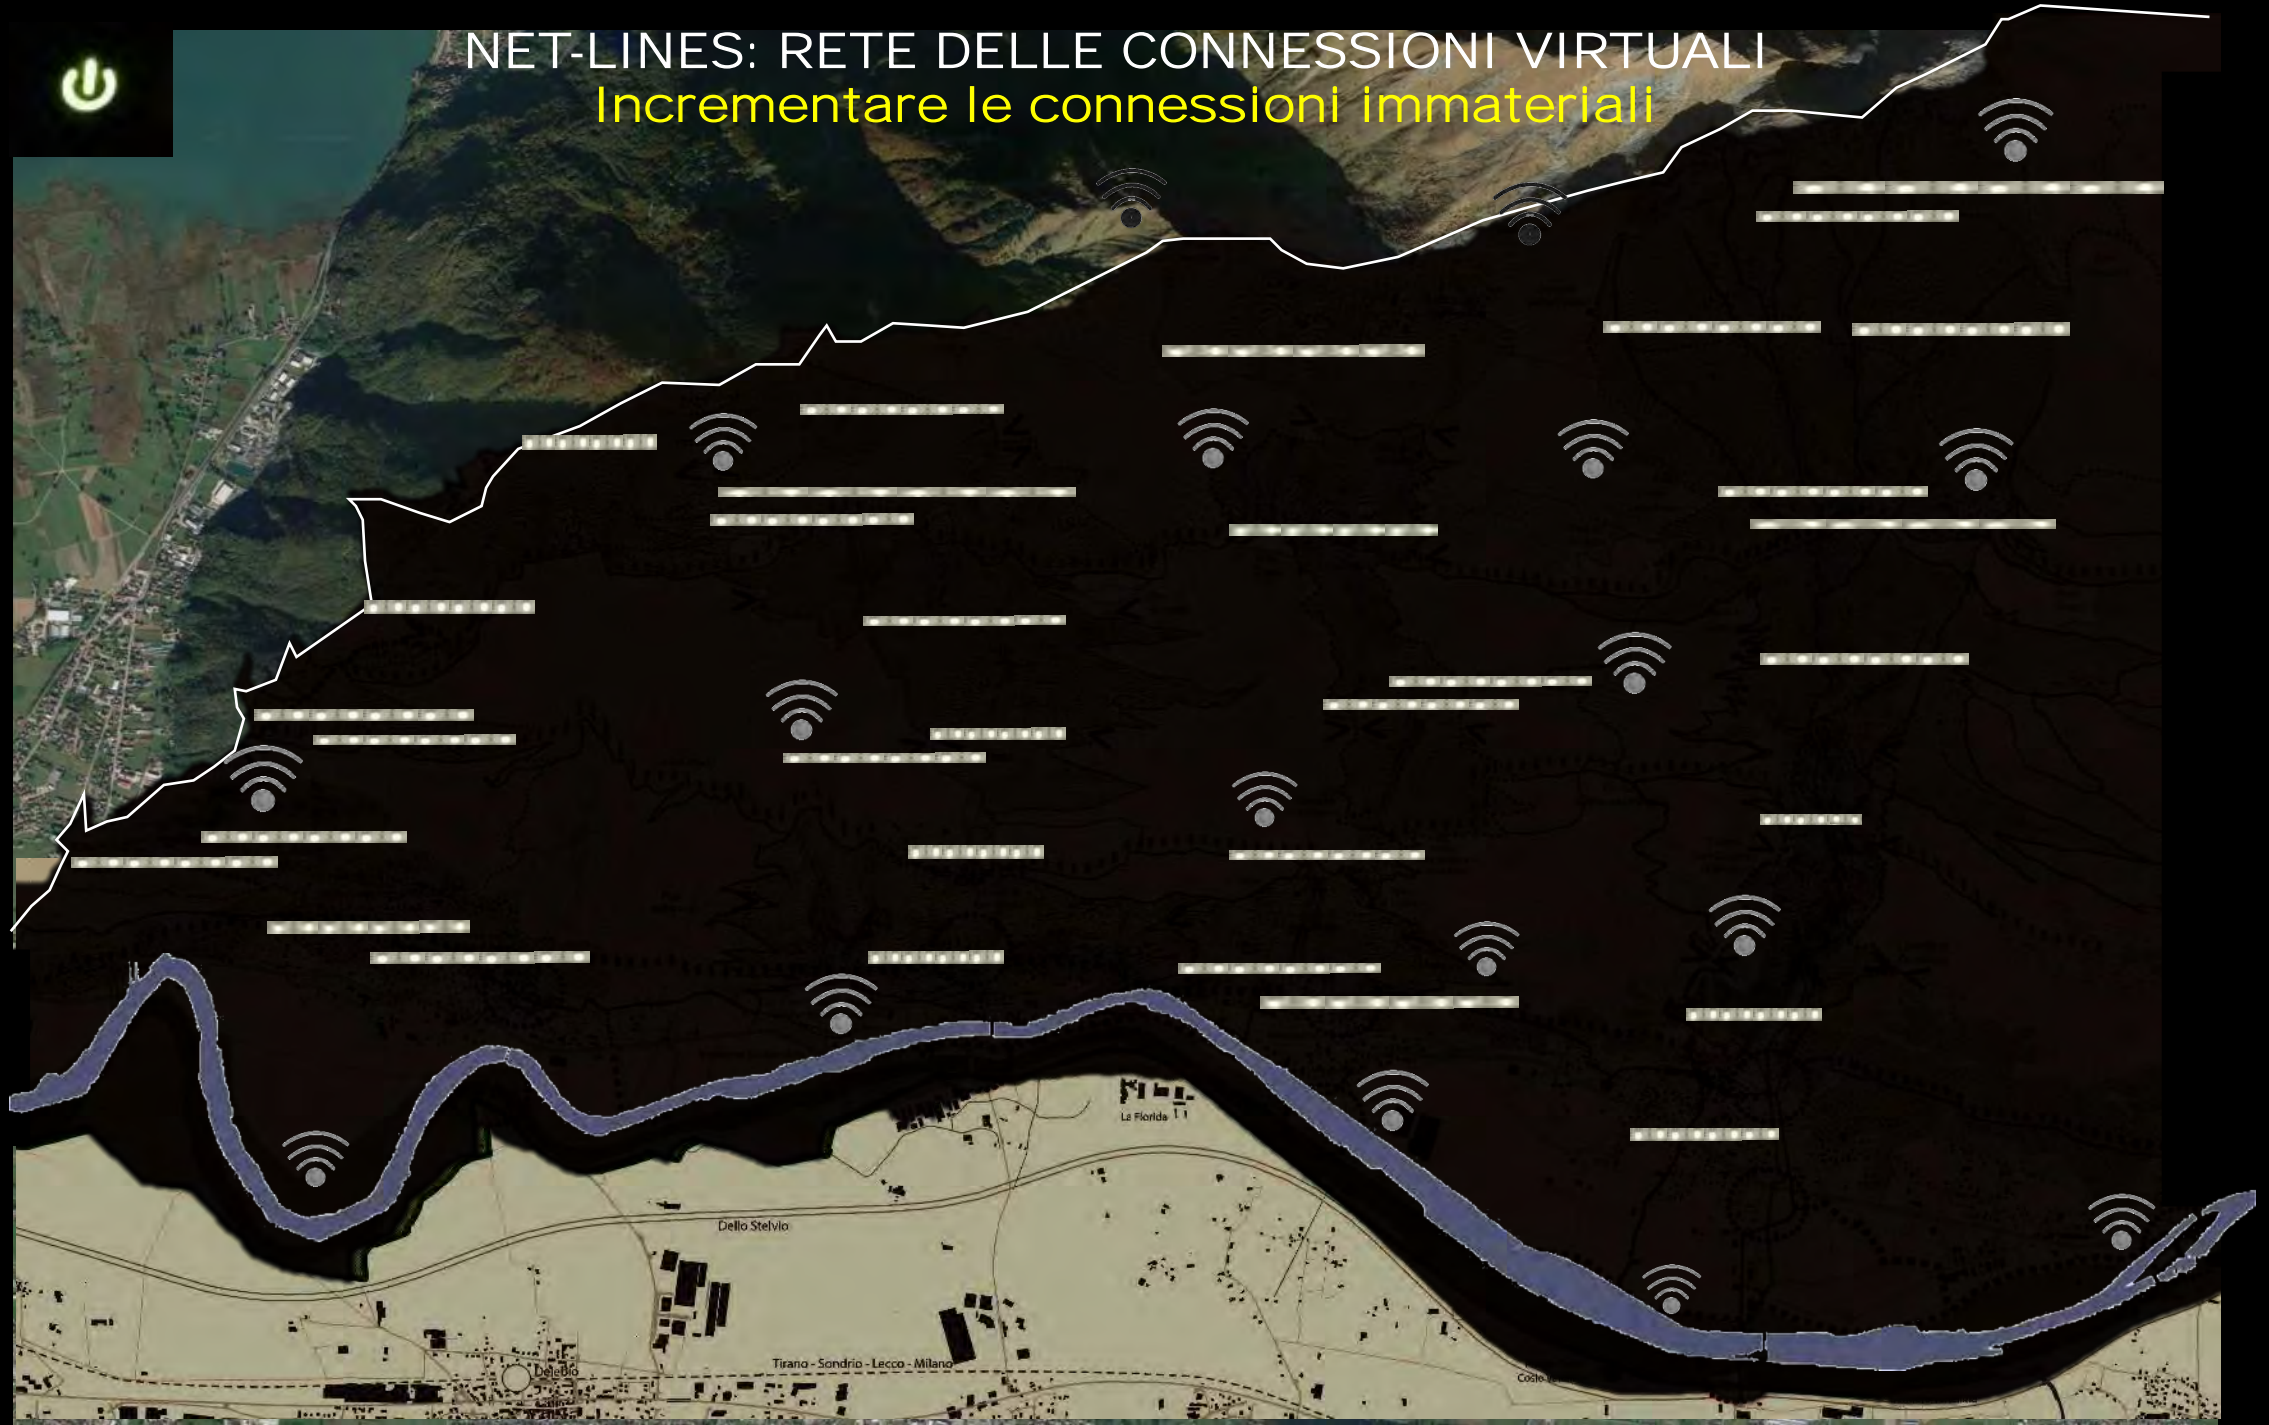 NET-LINES: RETE DELLE CONNESSIONI VIRTUALI
Incrementare le connessioni immateriali
La Florida
Dello Stelvio
Tirano - Sondrio - Lecco - Milano
Delebio